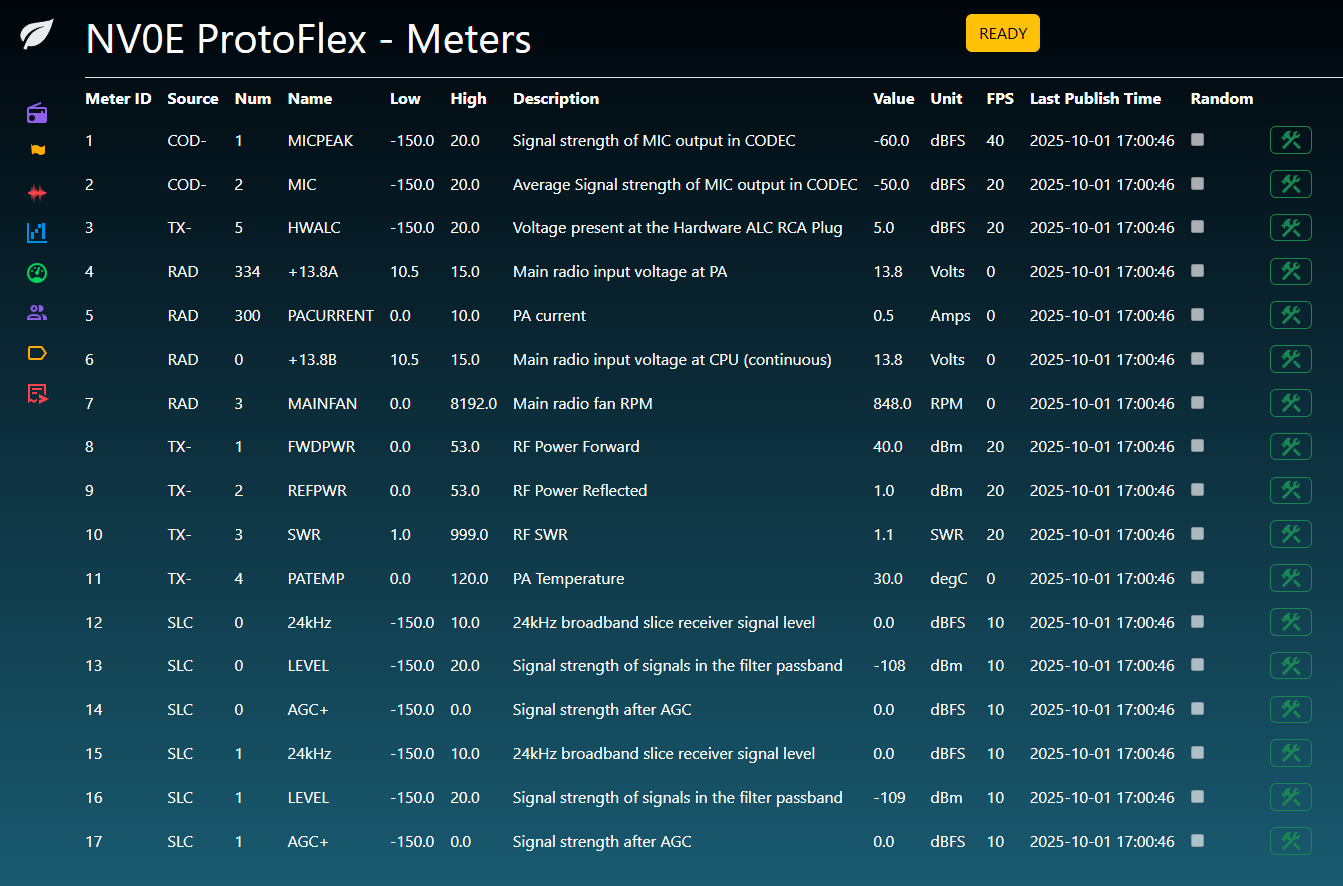 NV0E ProtoFlex - Meters
READY
Meter ID Source Num Name Low High Description Value Unit FPS Last Publish Time Random
1 COD- 1 MICPEAK -150.0 20.0 Signal strength of MIC output in CODEC -60.0 dBFS 40 2025-10-01 17:00:46
2 COD- 2 MIC -150.0 20.0 Average Signal strength of MIC output in CODEC -50.0 dBFS 20 2025-10-01 17:00:46
3 TX- 5 HWALC -150.0 20.0 Voltage present at the Hardware ALC RCA Plug 5.0 dBFS 20 2025-10-01 17:00:46
4 RAD 334 +13.8A 10.5 15.0 Main radio input voltage at PA 13.8 Volts 0 2025-10-01 17:00:46
5 RAD 300 PACURRENT 0.0 10.0 PA current 0.5 Amps 0 2025-10-01 17:00:46
6 RAD 0 +13.8B 10.5 15.0 Main radio input voltage at CPU (continuous) 13.8 Volts 0 2025-10-01 17:00:46
7 RAD 3 MAINFAN 0.0 8192.0 Main radio fan RPM 848.0 RPM 0 2025-10-01 17:00:46
8 TX- 1 FWDPWR 0.0 53.0 RF Power Forward 40.0 dBm 20 2025-10-01 17:00:46
9 TX- 2 REFPWR 0.0 53.0 RF Power Reflected 1.0 dBm 20 2025-10-01 17:00:46
10 TX- 3 SWR 1.0 999.0 RF SWR 1.1 SWR 20 2025-10-01 17:00:46
11 TX- 4 PATEMP 0.0 120.0 PA Temperature 30.0 degC 0 2025-10-01 17:00:46
12 SLC 0 24kHz -150.0 10.0 24kHz broadband slice receiver signal level 0.0 dBFS 10 2025-10-01 17:00:46
13 SLC 0 LEVEL -150.0 20.0 Signal strength of signals in the filter passband -108 dBm 10 2025-10-01 17:00:46
14 SLC 0 AGC+ -150.0 0.0 Signal strength after AGC 0.0 dBFS 10 2025-10-01 17:00:46
15 SLC 1 24kHz -150.0 10.0 24kHz broadband slice receiver signal level 0.0 dBFS 10 2025-10-01 17:00:46
16 SLC 1 LEVEL -150.0 20.0 Signal strength of signals in the filter passband -109 dBm 10 2025-10-01 17:00:46
17 SLC 1 AGC+ -150.0 0.0 Signal strength after AGC 0.0 dBFS 10 2025-10-01 17:00:46